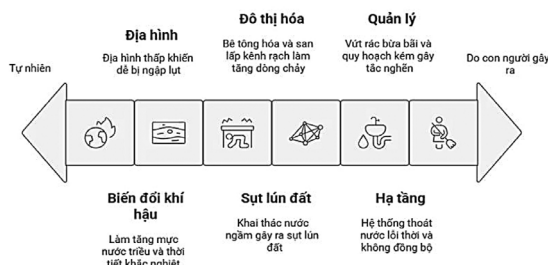 Tự nhiên
Địa hình
Địa hình thấp khiến
dễ bị ngập lụt
Đô thị hóa
Bê tông hóa và san
lấp kênh rạch làm
tăng dòng chảy
Quản lý
Vứt rác bừa bãi và
quy hoạch kém gây
tắc nghẽn
Do con người gây
ra
Biến đổi khí
hậu
Làm tăng mực
nước triều và thời
tiết khắc nghiệt
Sụt lún đất
Khai thác nước
ngầm gây ra sụt lún
đất
Hạ tầng
Hệ thống thoát
nước lỗi thời và
không đồng bộ